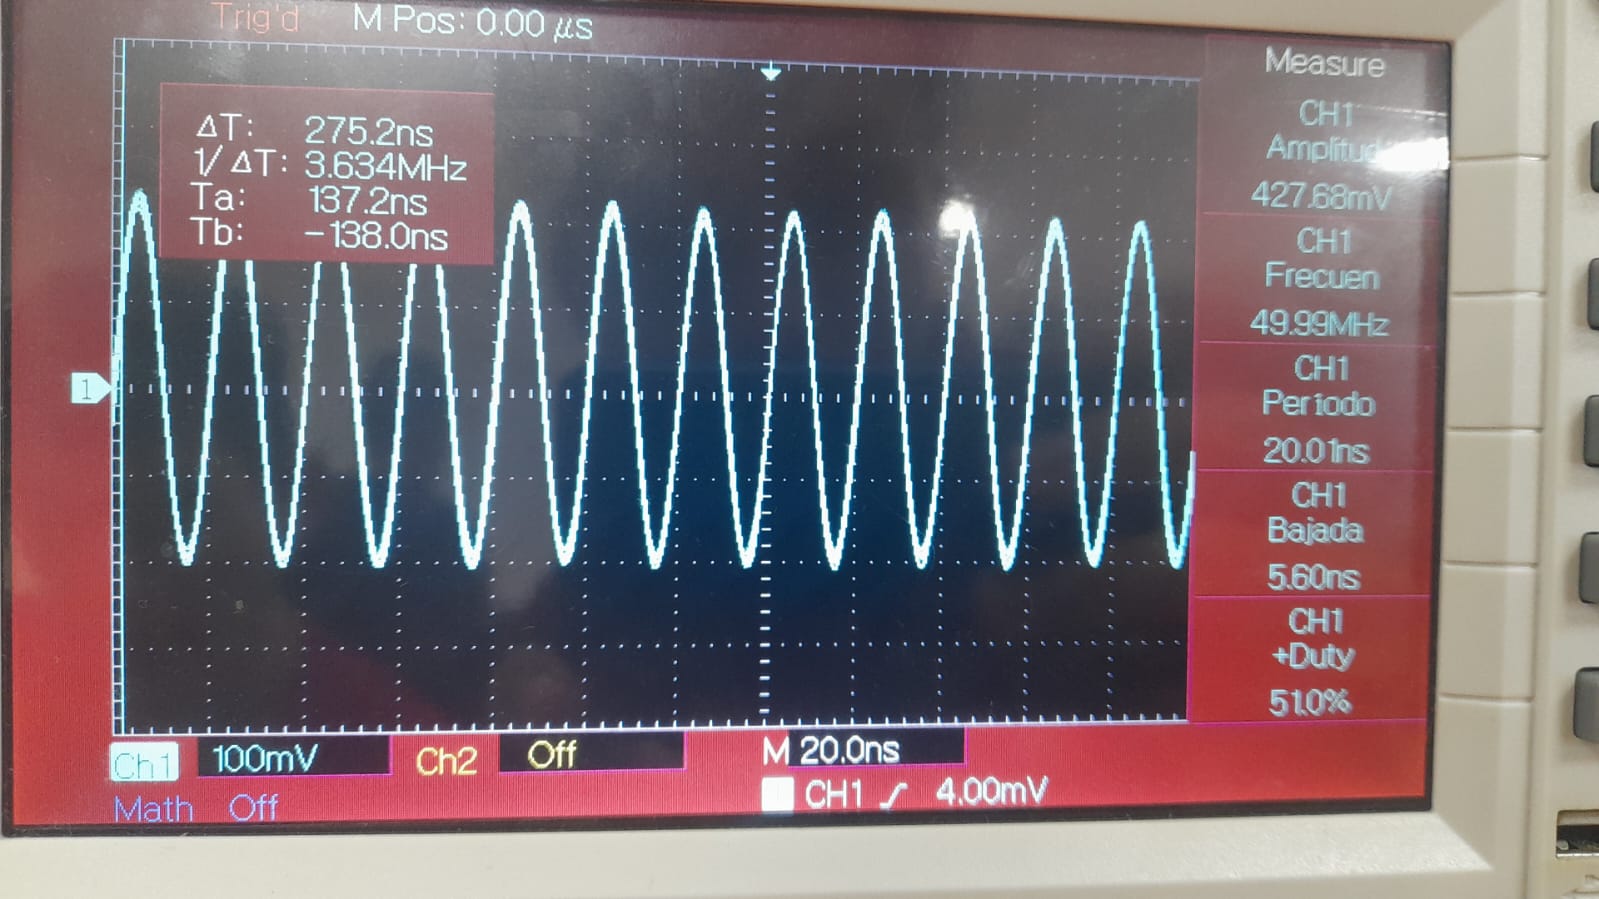 Trig'd M Pos: 0.00 µs
ΔT: 275.2ns
1/ΔT: 3.634MHz
Ta: 137.2ns
Tb: -138.0ns
1
Measure
CH1
Amplitud
427.68mV
CH1
Frecuen
49.99MHz
CH1
Periodo
20.01ns
CH1
Bajada
5.60ns
CH1
+Duty
51.0%
Ch1 100mV Ch2 Off M 20.0ns
Math Off CH1 4.00mV